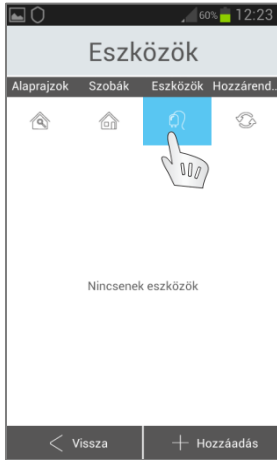 60% 12:23
Eszközök
Alaprajzok Szobák Eszközök Hozzárend..
Nincsenek eszközök
Vissza Hozzáadás